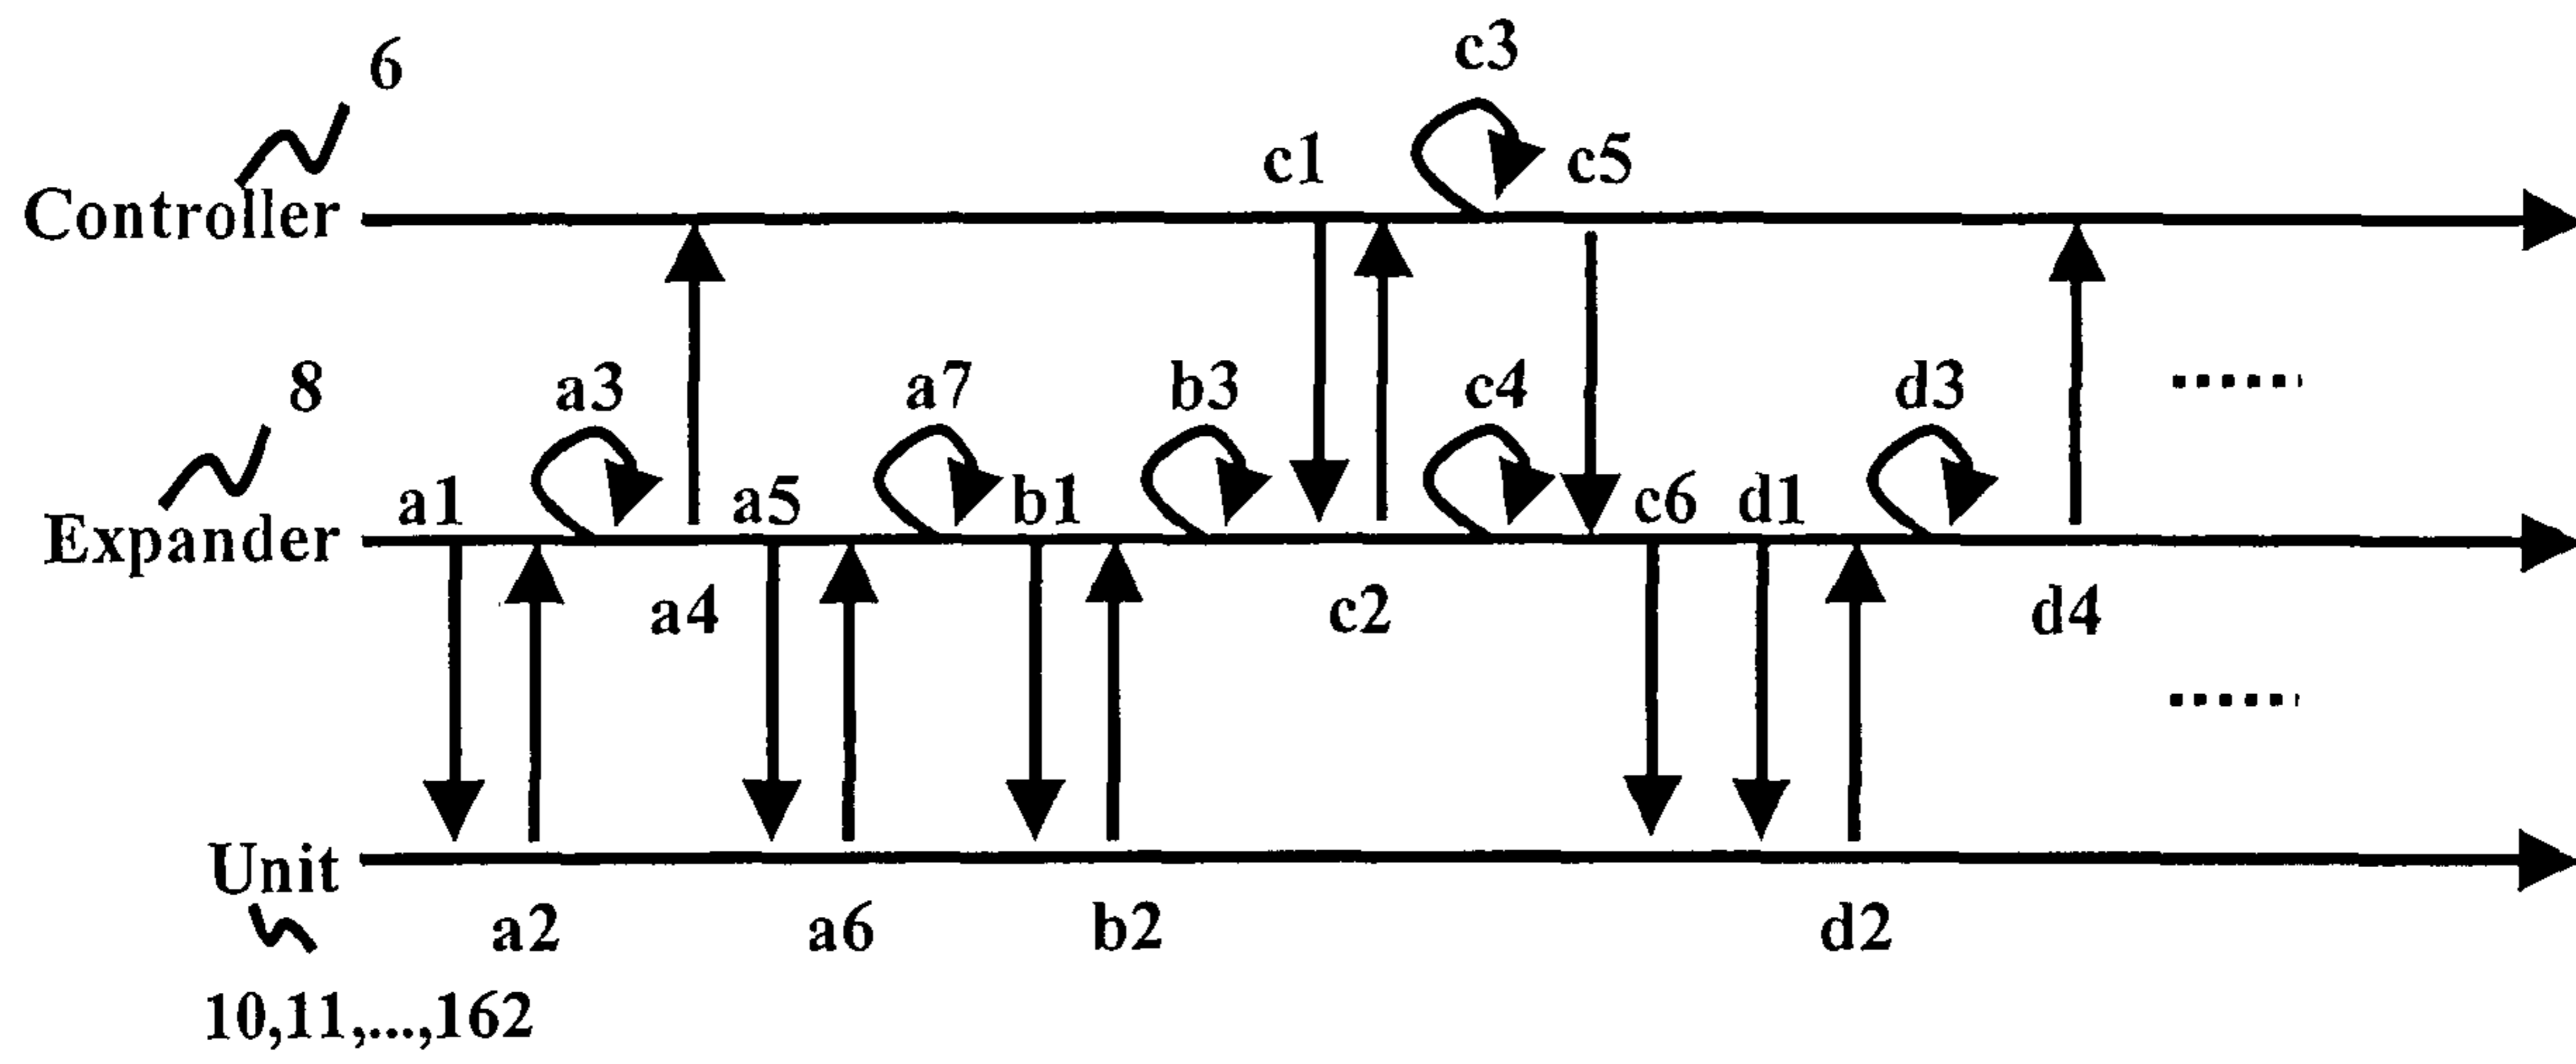 6
c3
c1
c5
Controller
8
a3
a7
b3
c4
d3
......
a1
a5
b1
c6
d1
Expander
a4
c2
d4
......
Unit
a2
a6
b2
d2
10,11,...,162